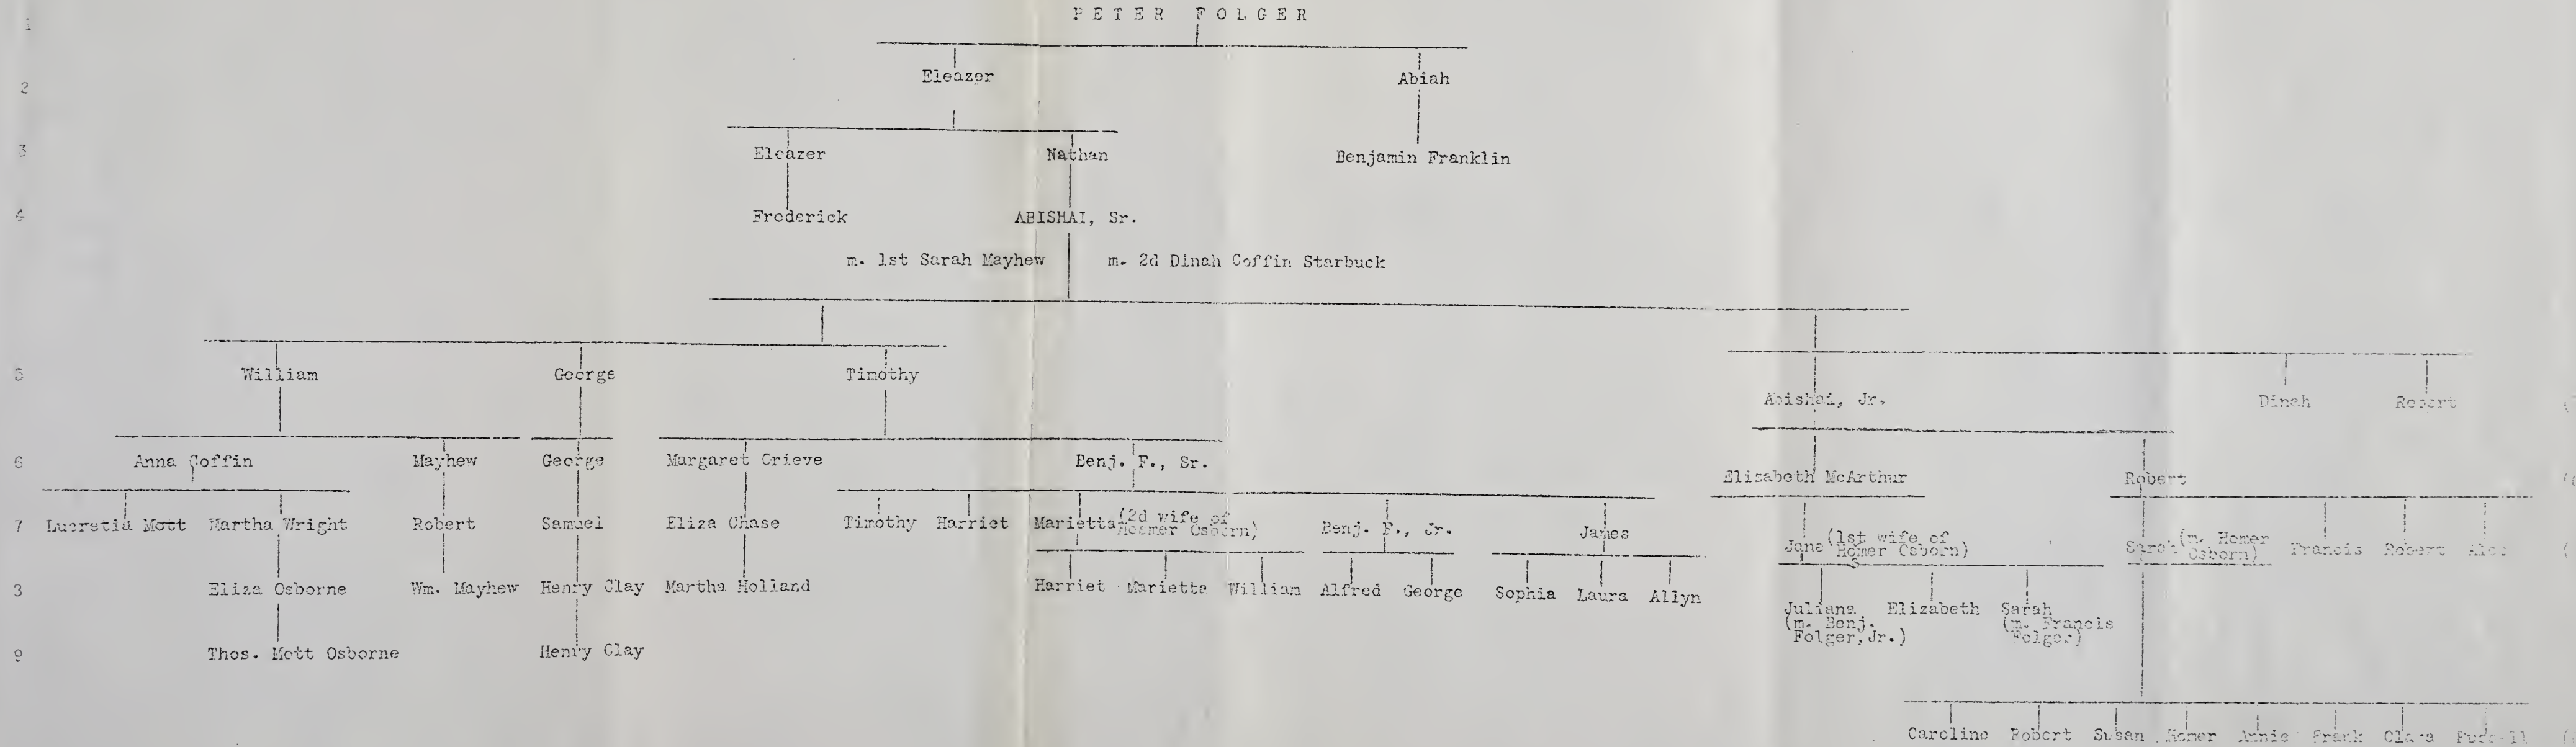 1 PETER FOLGER
2 Eleazer Abiah
3 Eleazer Nathan Benjamin Franklin
4 Frederick ABISHAI, Sr.
m. 1st Sarah Mayhew m. 2d Dinah Coffin Starbuck
5 William George Timothy
Abishai, Jr. Dinah Robert
6 Anna Coffin Mayhew George Margaret Grieve Benj. F., Sr.
Elizabeth McArthur Robert
7 Lucretia Mott Martha Wright Robert Samuel Eliza Chase Timothy Harriet Marietta (2d wife of
Homer Osborn) Benj. F., Jr. James
Jane (1st wife of
Homer Osborn) Sarah (m. Homer
Osborn) Francis Robert
8 Eliza Osborne Wm. Mayhew Henry Clay Martha Holland Harriet Marietta William Alfred George Sophia Laura Allyn
Juliana Elizabeth Sarah
(m. Benj. (m. Francis
Folger, Jr.) Folger)
9 Thos. Mott Osborne Henry Clay
Caroline Robert Susan Homer Annie Frank Clara